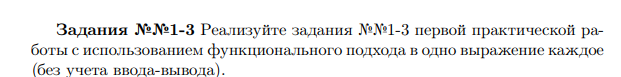 Задания №№1-3 Реализуйте задания №№1-3 первой практической ра-
боты с использованием функционального подхода в одно выражение каждое
(без учета ввода-вывода).